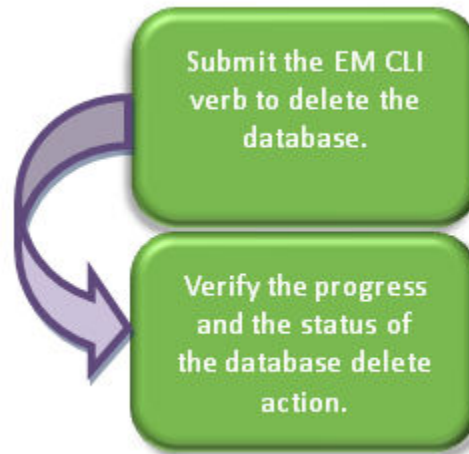 Submit the EM CLI
verb to delete the
database.
Verify the progress
and the status of
the database delete
action.